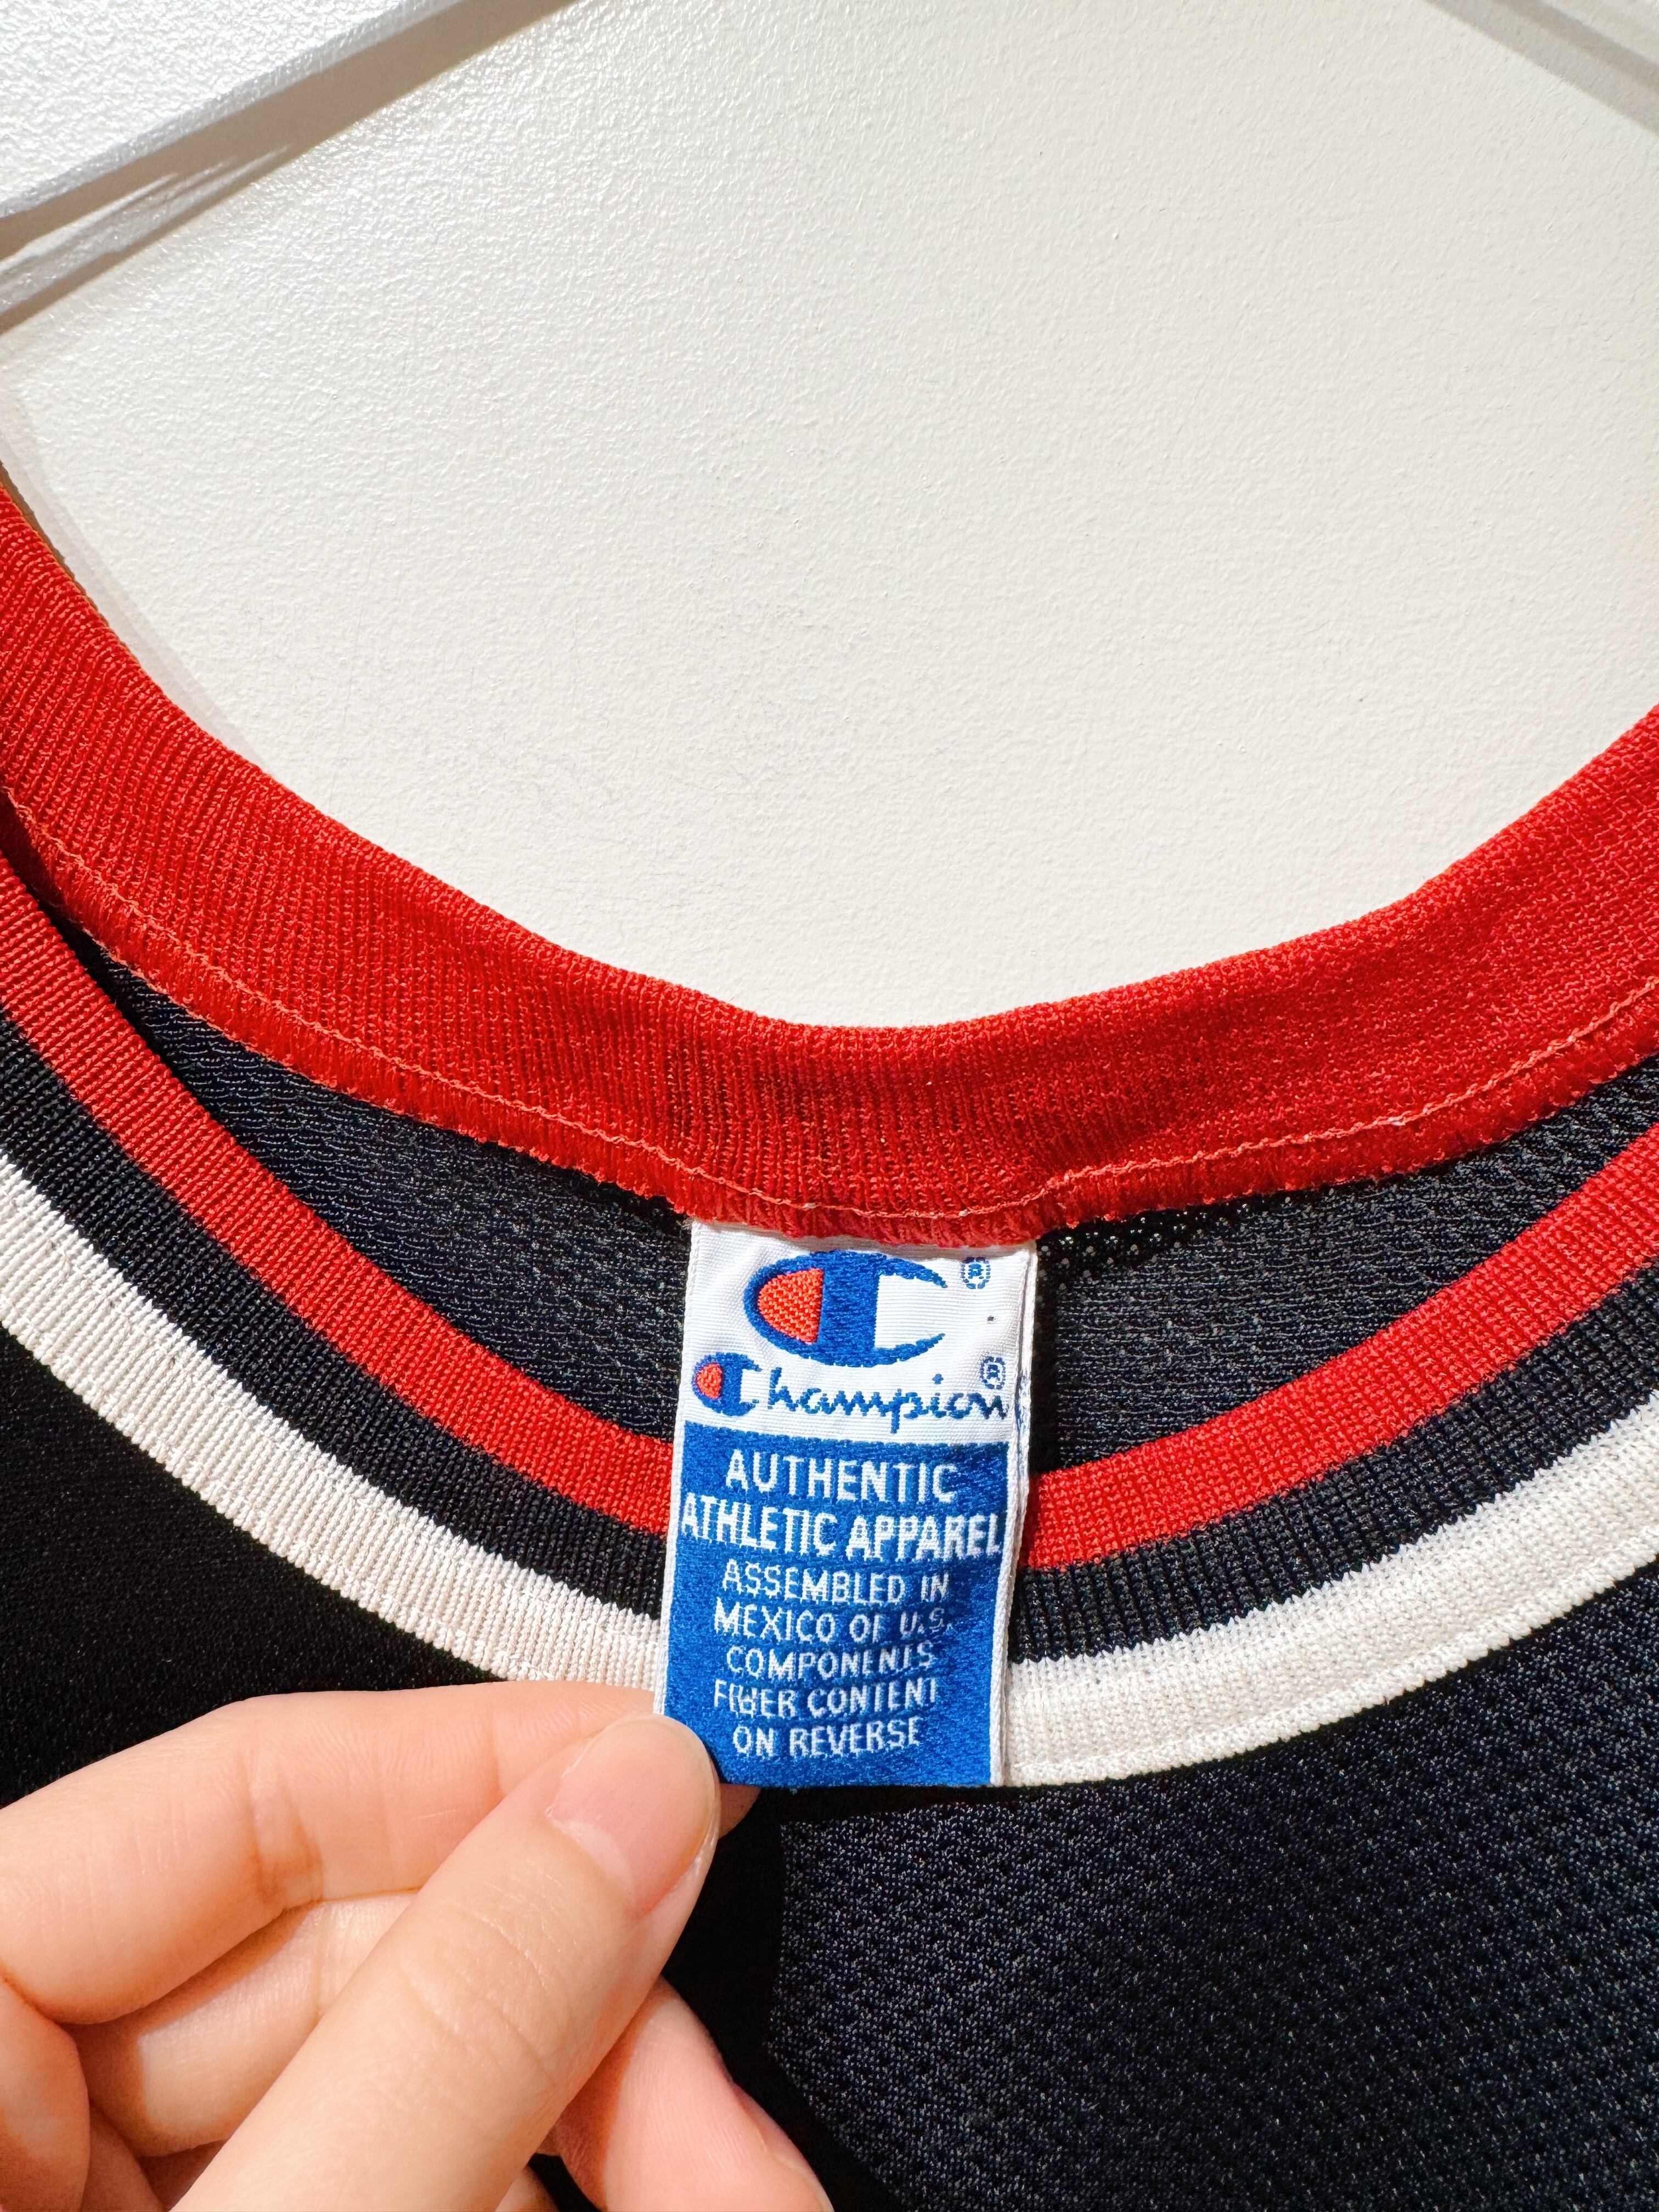 ®
Champion®
AUTHENTIC
ATHLETIC APPAREL
ASSEMBLED IN
MEXICO OF U.S.
COMPONENTS
FIBER CONTENT
ON REVERSE